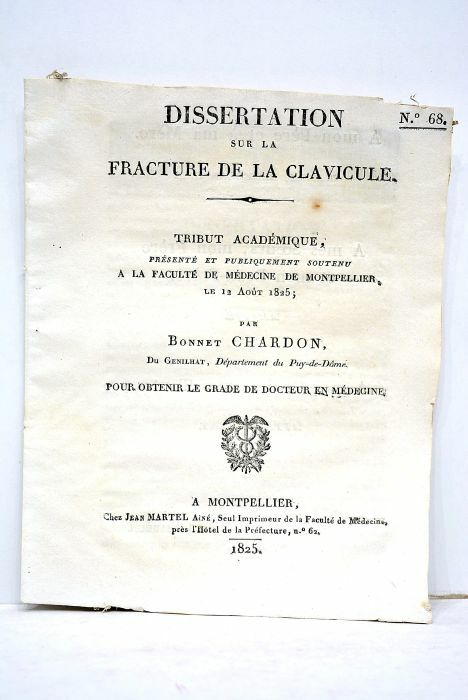 N.º 68.
DISSERTATION
SUR LA
FRACTURE DE LA CLAVICULE.
TRIBUT ACADÉMIQUE,
PRÉSENTÉ ET PUBLIQUEMENT SOUTENU
A LA FACULTÉ DE MÉDECINE DE MONTPELLIER,
LE 12 AOÛT 1825;
PAR
BONNET CHARDON,
DU GENILHAT, Département du Puy-de-Dôme.
POUR OBTENIR LE GRADE DE DOCTEUR EN MÉDECINE.
A MONTPELLIER,
Chez JEAN MARTEL AîNÉ, Seul Imprimeur de la Faculté de Médecine,
près l'Hôtel de la Préfecture, n.º 62.
1825.